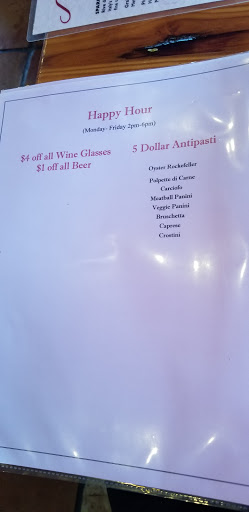 Happy Hour
(Monday- Friday 2pm-6pm)
$4 off all Wine Glasses
$1 off all Beer
5 Dollar Antipasti
Oyster Rockefeller
Polpette di Carne
Carciofo
Meatball Panini
Veggie Panini
Bruschetta
Caprese
Crostini